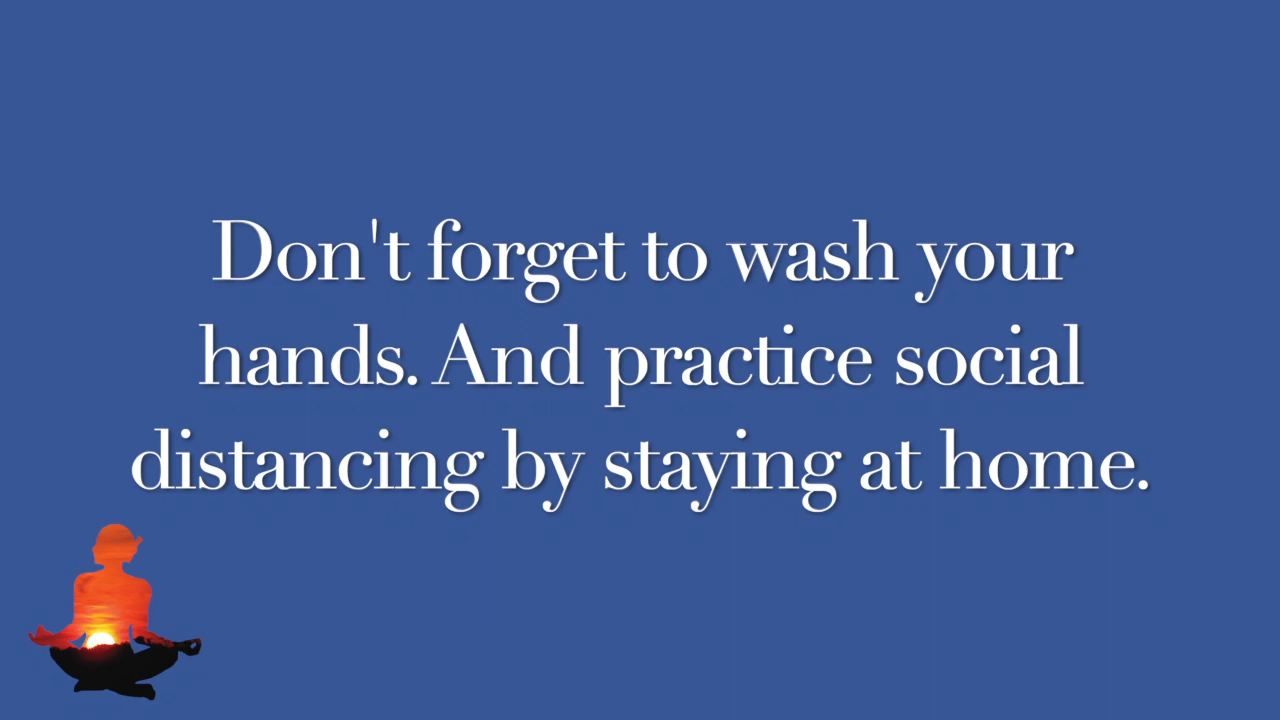 Don't forget to wash your
hands. And practice social
distancing by staying at home.